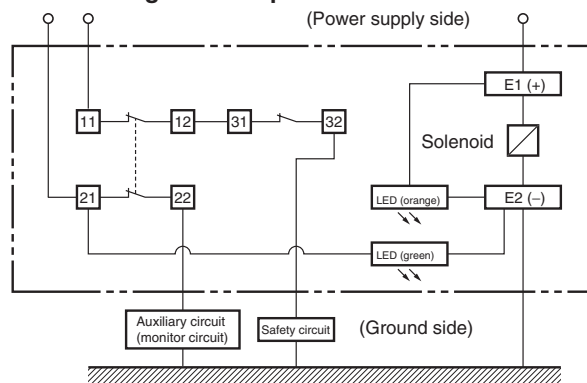 (Power supply side)
E1 (+)
11
12
31
32
Solenoid
21
22
LED (orange)
E2 (−)
LED (green)
Auxiliary circuit
(monitor circuit)
Safety circuit
(Ground side)